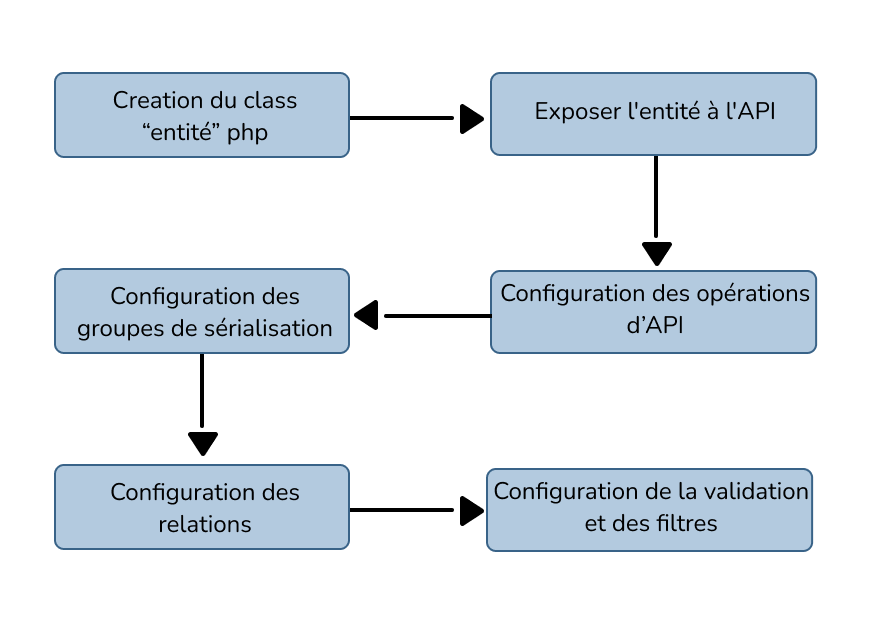 Creation du class
“entité” php
Exposer l'entité à l'API
Configuration des opérations
d’API
Configuration des
groupes de sérialisation
Configuration des
relations
Configuration de la validation
et des filtres